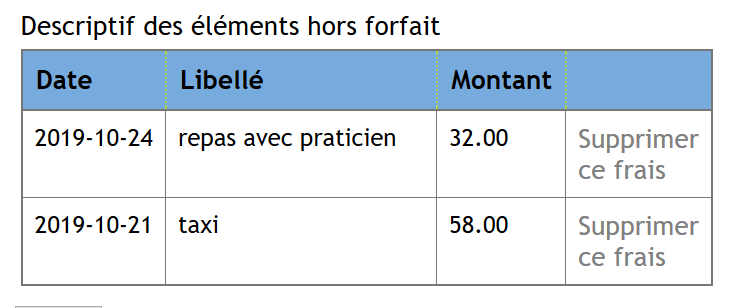 Descriptif des éléments hors forfait
Date Libellé Montant
2019-10-24 repas avec praticien 32.00 Supprimer
ce frais
2019-10-21 taxi 58.00 Supprimer
ce frais